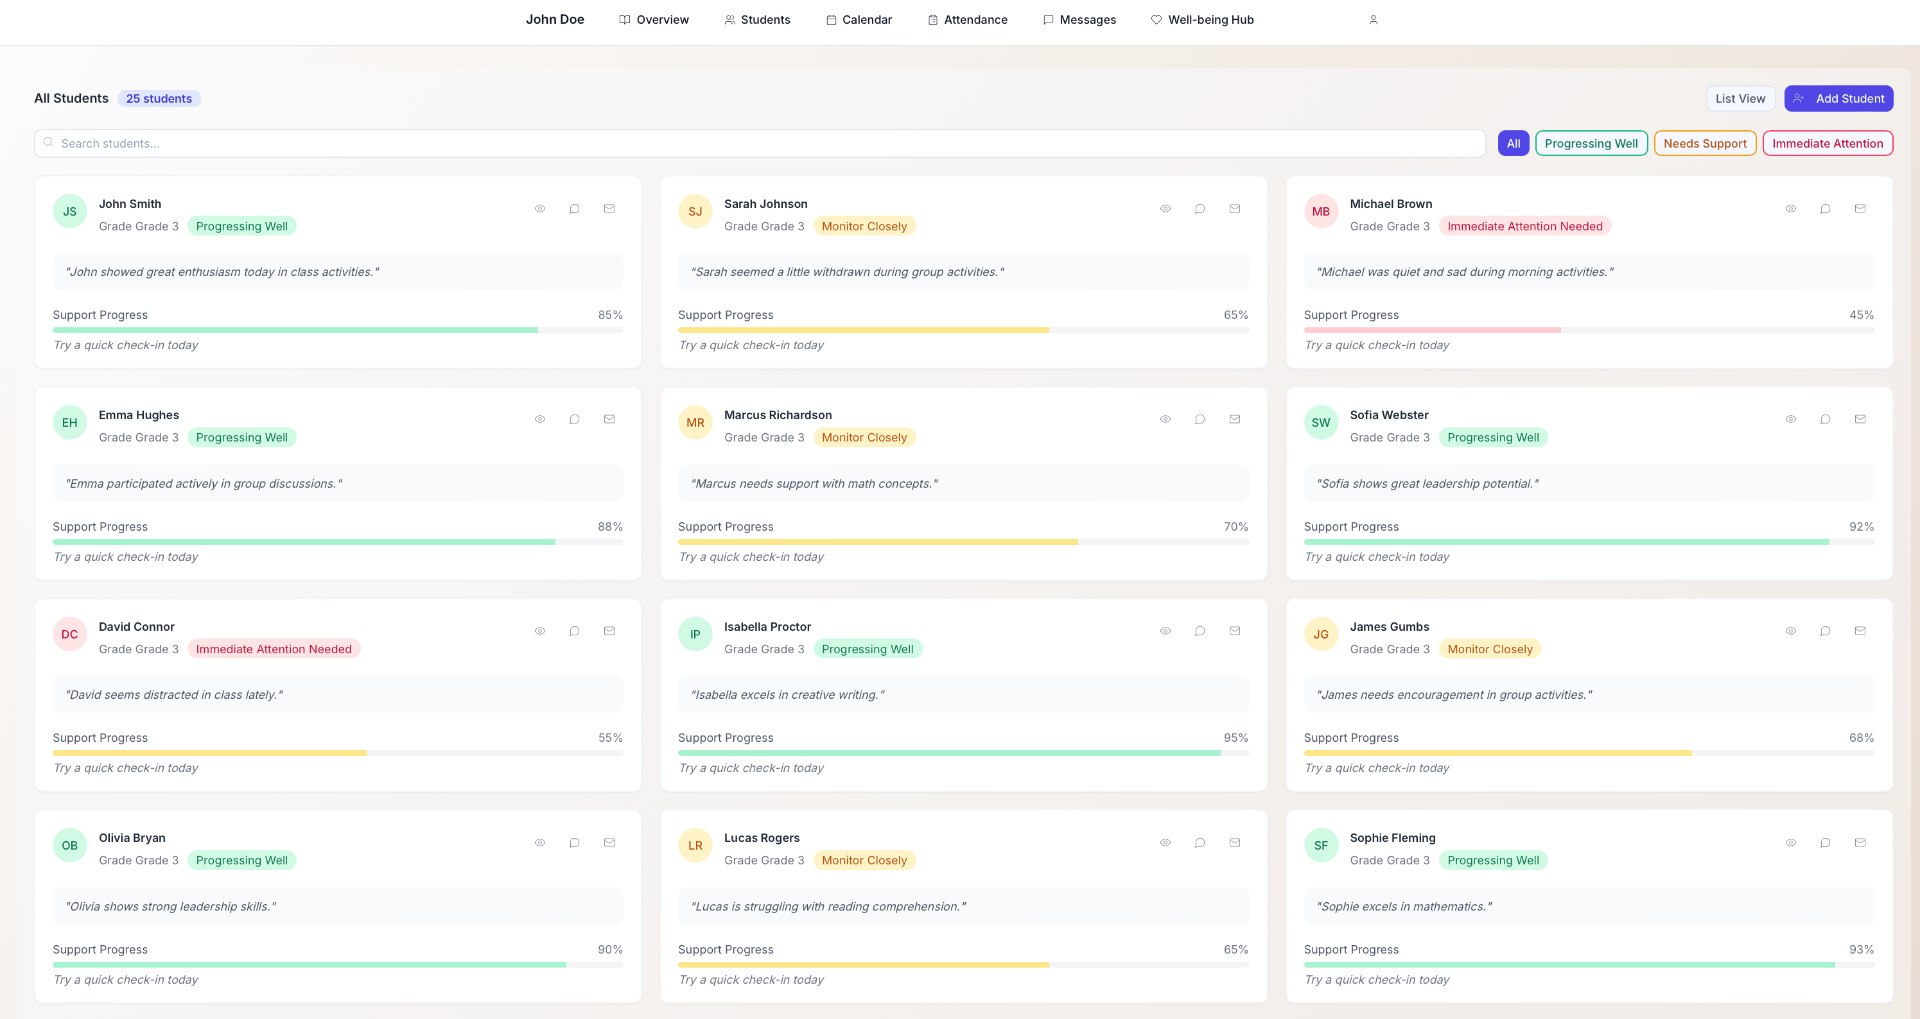 John Doe
Overview
Students
Calendar
Attendance
Messages
Well-being Hub
All Students
25 students
List View
Add Student
Search students...
All
Progressing Well
Needs Support
Immediate Attention
JS
John Smith
Grade Grade 3
Progressing Well
"John showed great enthusiasm today in class activities."
Support Progress
85%
Try a quick check-in today
SJ
Sarah Johnson
Grade Grade 3
Monitor Closely
"Sarah seemed a little withdrawn during group activities."
Support Progress
65%
Try a quick check-in today
MB
Michael Brown
Grade Grade 3
Immediate Attention Needed
"Michael was quiet and sad during morning activities."
Support Progress
45%
Try a quick check-in today
EH
Emma Hughes
Grade Grade 3
Progressing Well
"Emma participated actively in group discussions."
Support Progress
88%
Try a quick check-in today
MR
Marcus Richardson
Grade Grade 3
Monitor Closely
"Marcus needs support with math concepts."
Support Progress
70%
Try a quick check-in today
SW
Sofia Webster
Grade Grade 3
Progressing Well
"Sofia shows great leadership potential."
Support Progress
92%
Try a quick check-in today
DC
David Connor
Grade Grade 3
Immediate Attention Needed
"David seems distracted in class lately."
Support Progress
55%
Try a quick check-in today
IP
Isabella Proctor
Grade Grade 3
Progressing Well
"Isabella excels in creative writing."
Support Progress
95%
Try a quick check-in today
JG
James Gumbs
Grade Grade 3
Monitor Closely
"James needs encouragement in group activities."
Support Progress
68%
Try a quick check-in today
OB
Olivia Bryan
Grade Grade 3
Progressing Well
"Olivia shows strong leadership skills."
Support Progress
90%
Try a quick check-in today
LR
Lucas Rogers
Grade Grade 3
Monitor Closely
"Lucas is struggling with reading comprehension."
Support Progress
65%
Try a quick check-in today
SF
Sophie Fleming
Grade Grade 3
Progressing Well
"Sophie excels in mathematics."
Support Progress
93%
Try a quick check-in today